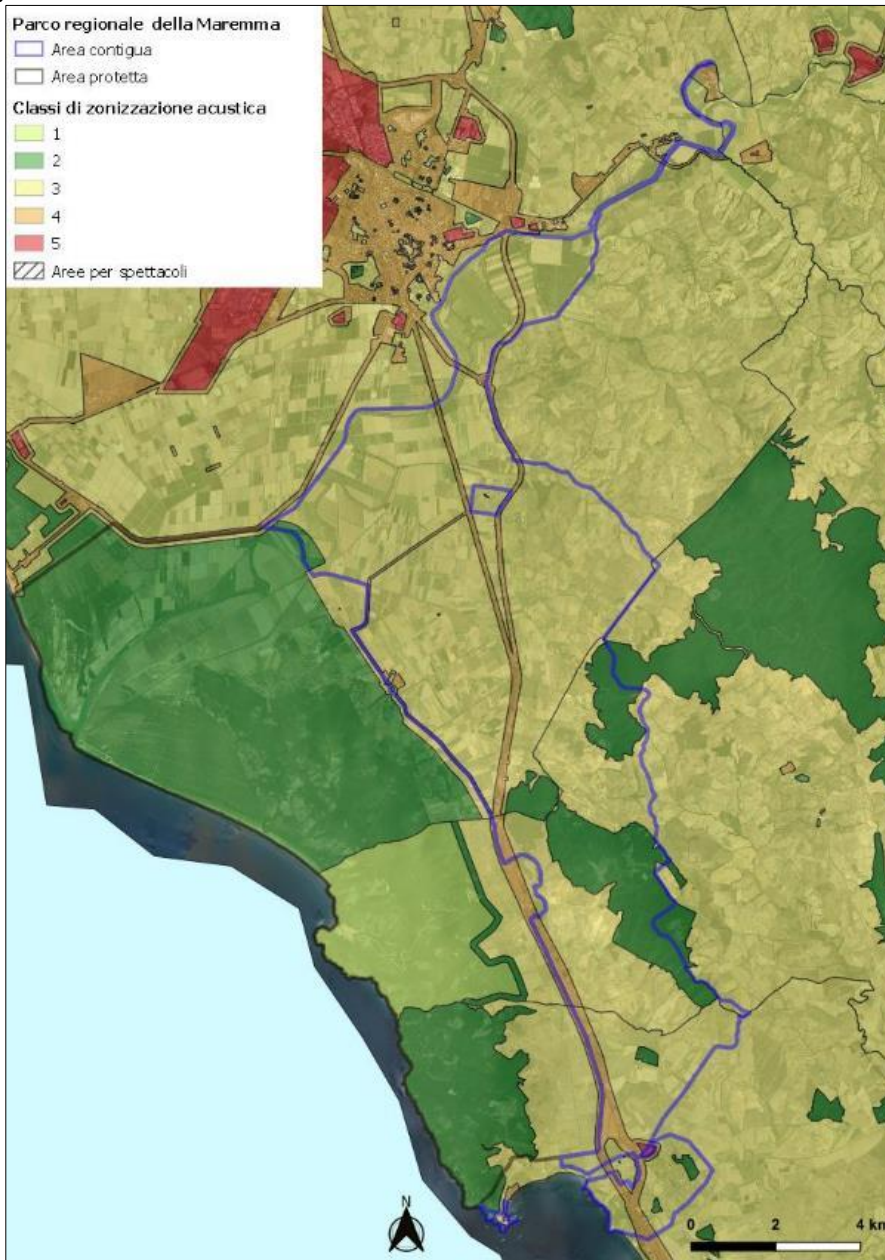 Parco regionale della Maremma
Area contigua
Area protetta
Classi di zonizzazione acustica
1
2
3
4
5
Aree per spettacoli
N
0 2 4 km